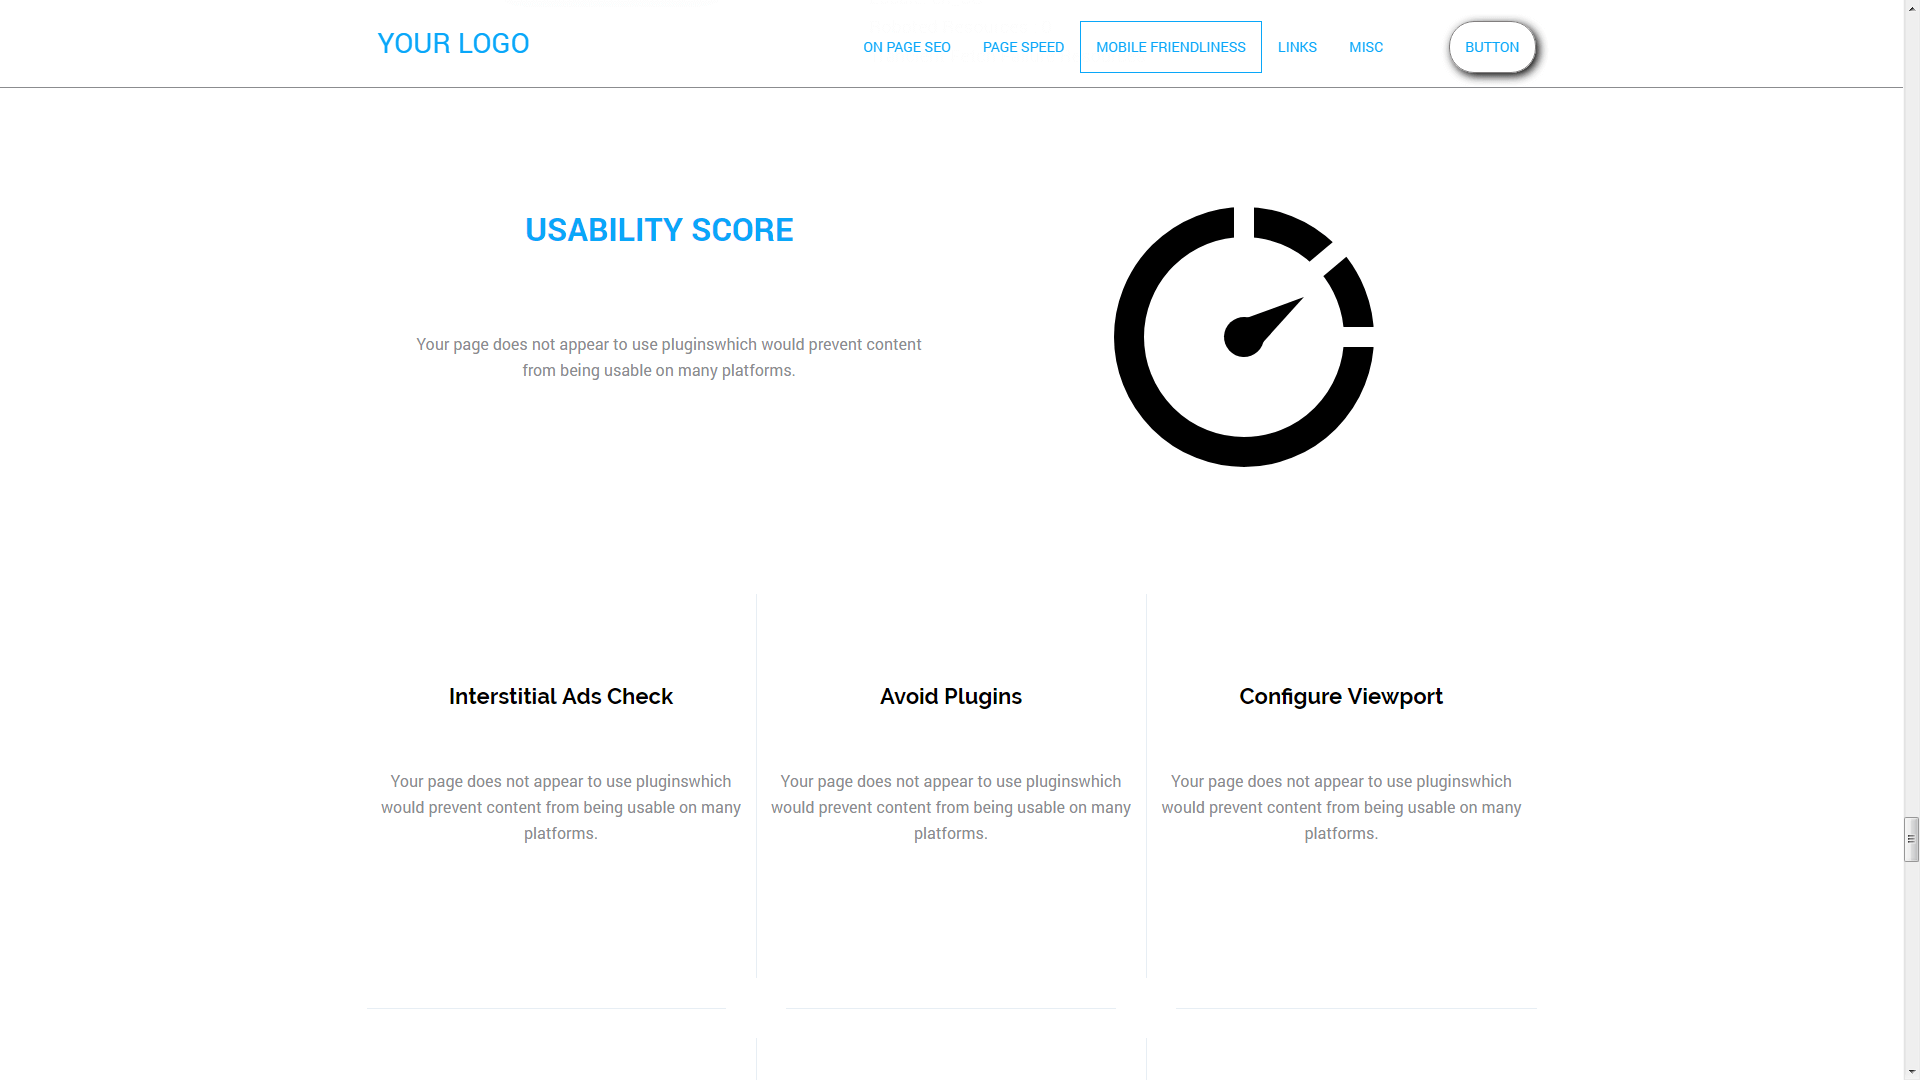 YOUR LOGO
ON PAGE SEO
PAGE SPEED
MOBILE FRIENDLINESS
LINKS
MISC
BUTTON
USABILITY SCORE
Your page does not appear to use pluginswhich would prevent content
from being usable on many platforms.
Interstitial Ads Check
Your page does not appear to use pluginswhich
would prevent content from being usable on many
platforms.
Avoid Plugins
Your page does not appear to use pluginswhich
would prevent content from being usable on many
platforms.
Configure Viewport
Your page does not appear to use pluginswhich
would prevent content from being usable on many
platforms.